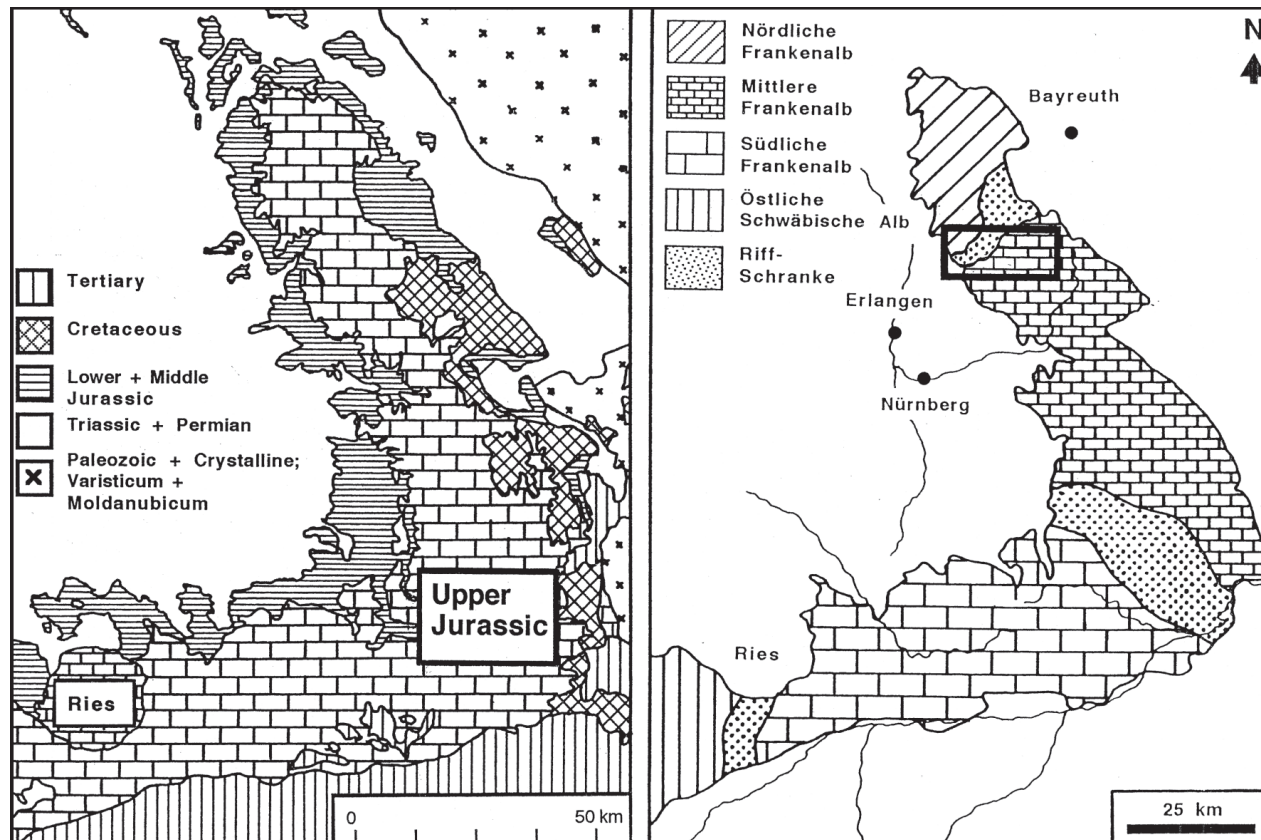 Tertiary
Cretaceous
Lower + Middle
Jurassic
Triassic + Permian
Paleozoic + Crystalline;
Varisticum +
Moldanubicum
Upper
Jurassic
Ries
0
50 km
Nördliche
Frankenalb
Mittlere
Frankenalb
Südliche
Frankenalb
Östliche
Schwäbische Alb
Riff-
Schranke
N
Bayreuth
Erlangen
Nürnberg
Ries
25 km